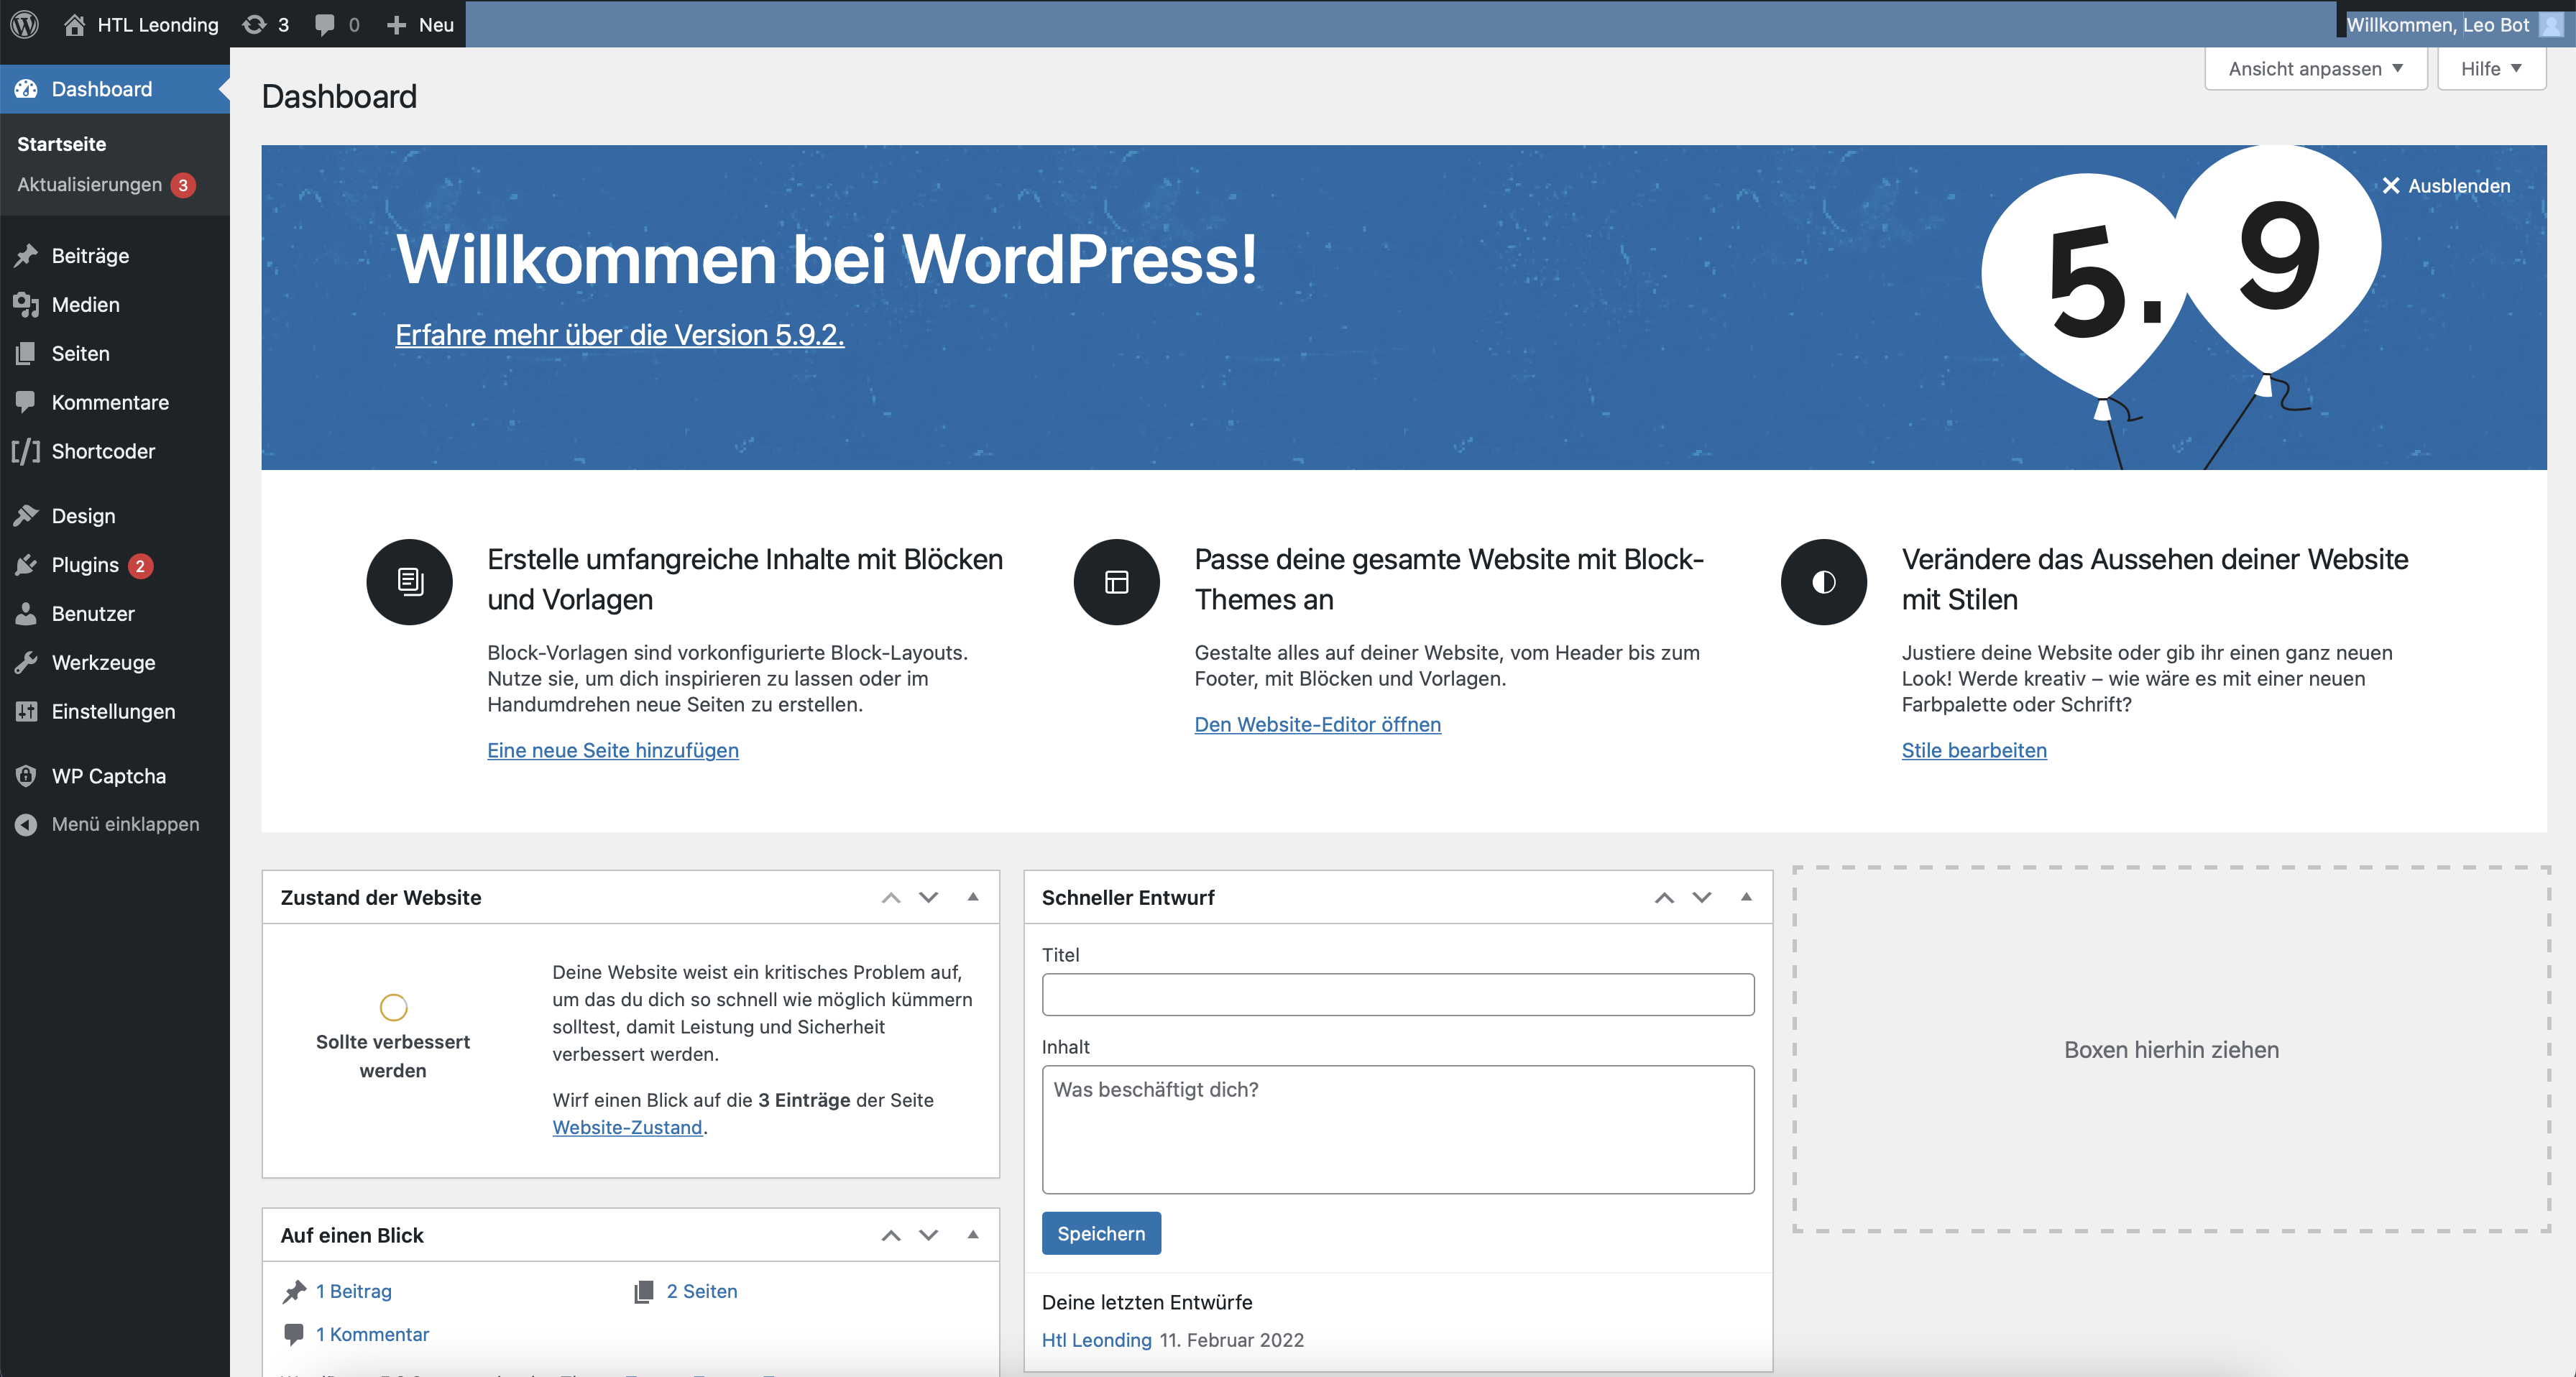 HTL Leonding 3 0 Neu Willkommen, Leo Bot
Ansicht anpassen Hilfe
Dashboard
Startseite
Aktualisierungen 3
Beiträge
Medien
Seiten
Kommentare
Shortcoder
Design
Plugins 2
Benutzer
Werkzeuge
Einstellungen
WP Captcha
Menü einklappen
Dashboard
Ausblenden
Willkommen bei WordPress!
Erfahre mehr über die Version 5.9.2.
5.9
Erstelle umfangreiche Inhalte mit Blöcken
und Vorlagen
Block-Vorlagen sind vorkonfigurierte Block-Layouts.
Nutze sie, um dich inspirieren zu lassen oder im
Handumdrehen neue Seiten zu erstellen.
Eine neue Seite hinzufügen
Passe deine gesamte Website mit Block-
Themes an
Gestalte alles auf deiner Website, vom Header bis zum
Footer, mit Blöcken und Vorlagen.
Den Website-Editor öffnen
Verändere das Aussehen deiner Website
mit Stilen
Justiere deine Website oder gib ihr einen ganz neuen
Look! Werde kreativ – wie wäre es mit einer neuen
Farbpalette oder Schrift?
Stile bearbeiten
Zustand der Website
Sollte verbessert
werden
Deine Website weist ein kritisches Problem auf,
um das du dich so schnell wie möglich kümmern
solltest, damit Leistung und Sicherheit
verbessert werden.
Wirf einen Blick auf die 3 Einträge der Seite
Website-Zustand.
Auf einen Blick
1 Beitrag
2 Seiten
1 Kommentar
Schneller Entwurf
Titel
Inhalt
Was beschäftigt dich?
Speichern
Deine letzten Entwürfe
Htl Leonding 11. Februar 2022
Boxen hierhin ziehen